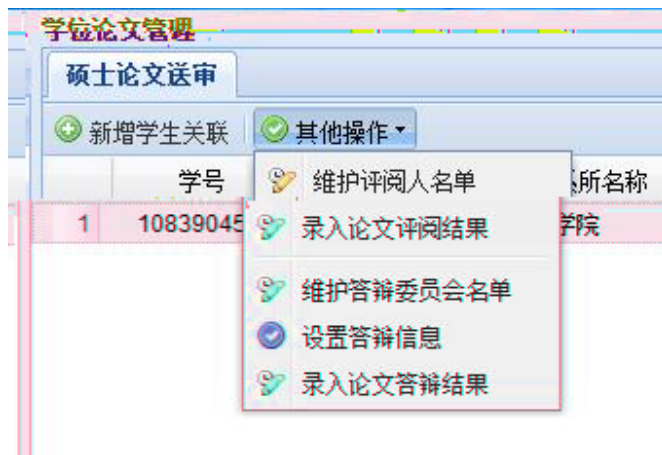 学位论文管理
硕士论文送审
新增学生关联 其他操作
学号 所名称
1 10839045 学院
维护评阅人名单
录入论文评阅结果
维护答辩委员会名单
设置答辩信息
录入论文答辩结果